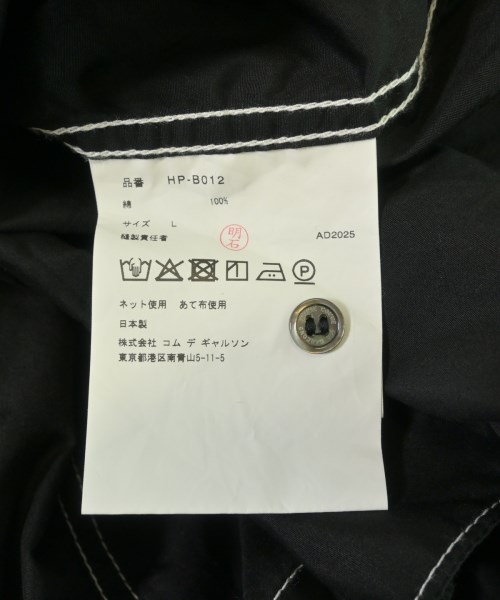 品番 HP-B012
綿 100%
サイズ L
縫製責任者 明石 AD2025
ネット使用 あて布使用
日本製
株式会社 コム デ ギャルソン
東京都港区南青山5-11-5